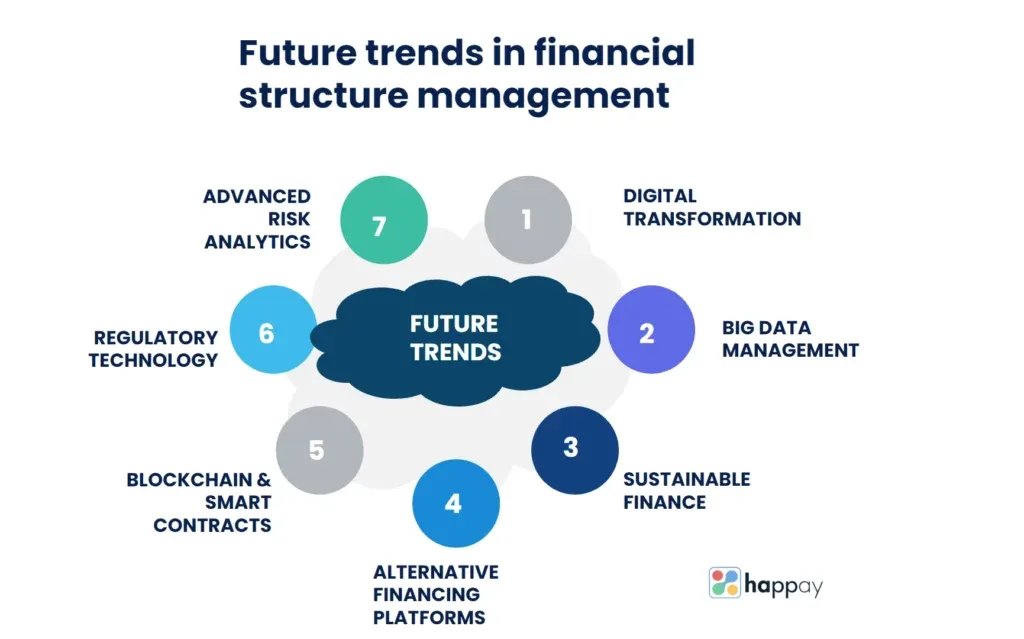 Future trends in financial
structure management
ADVANCED
RISK
ANALYTICS
7
1
DIGITAL
TRANSFORMATION
REGULATORY
TECHNOLOGY
6
FUTURE
TRENDS
2
BIG DATA
MANAGEMENT
BLOCKCHAIN &
SMART
CONTRACTS
5
3
SUSTAINABLE
FINANCE
4
ALTERNATIVE
FINANCING
PLATFORMS
happay